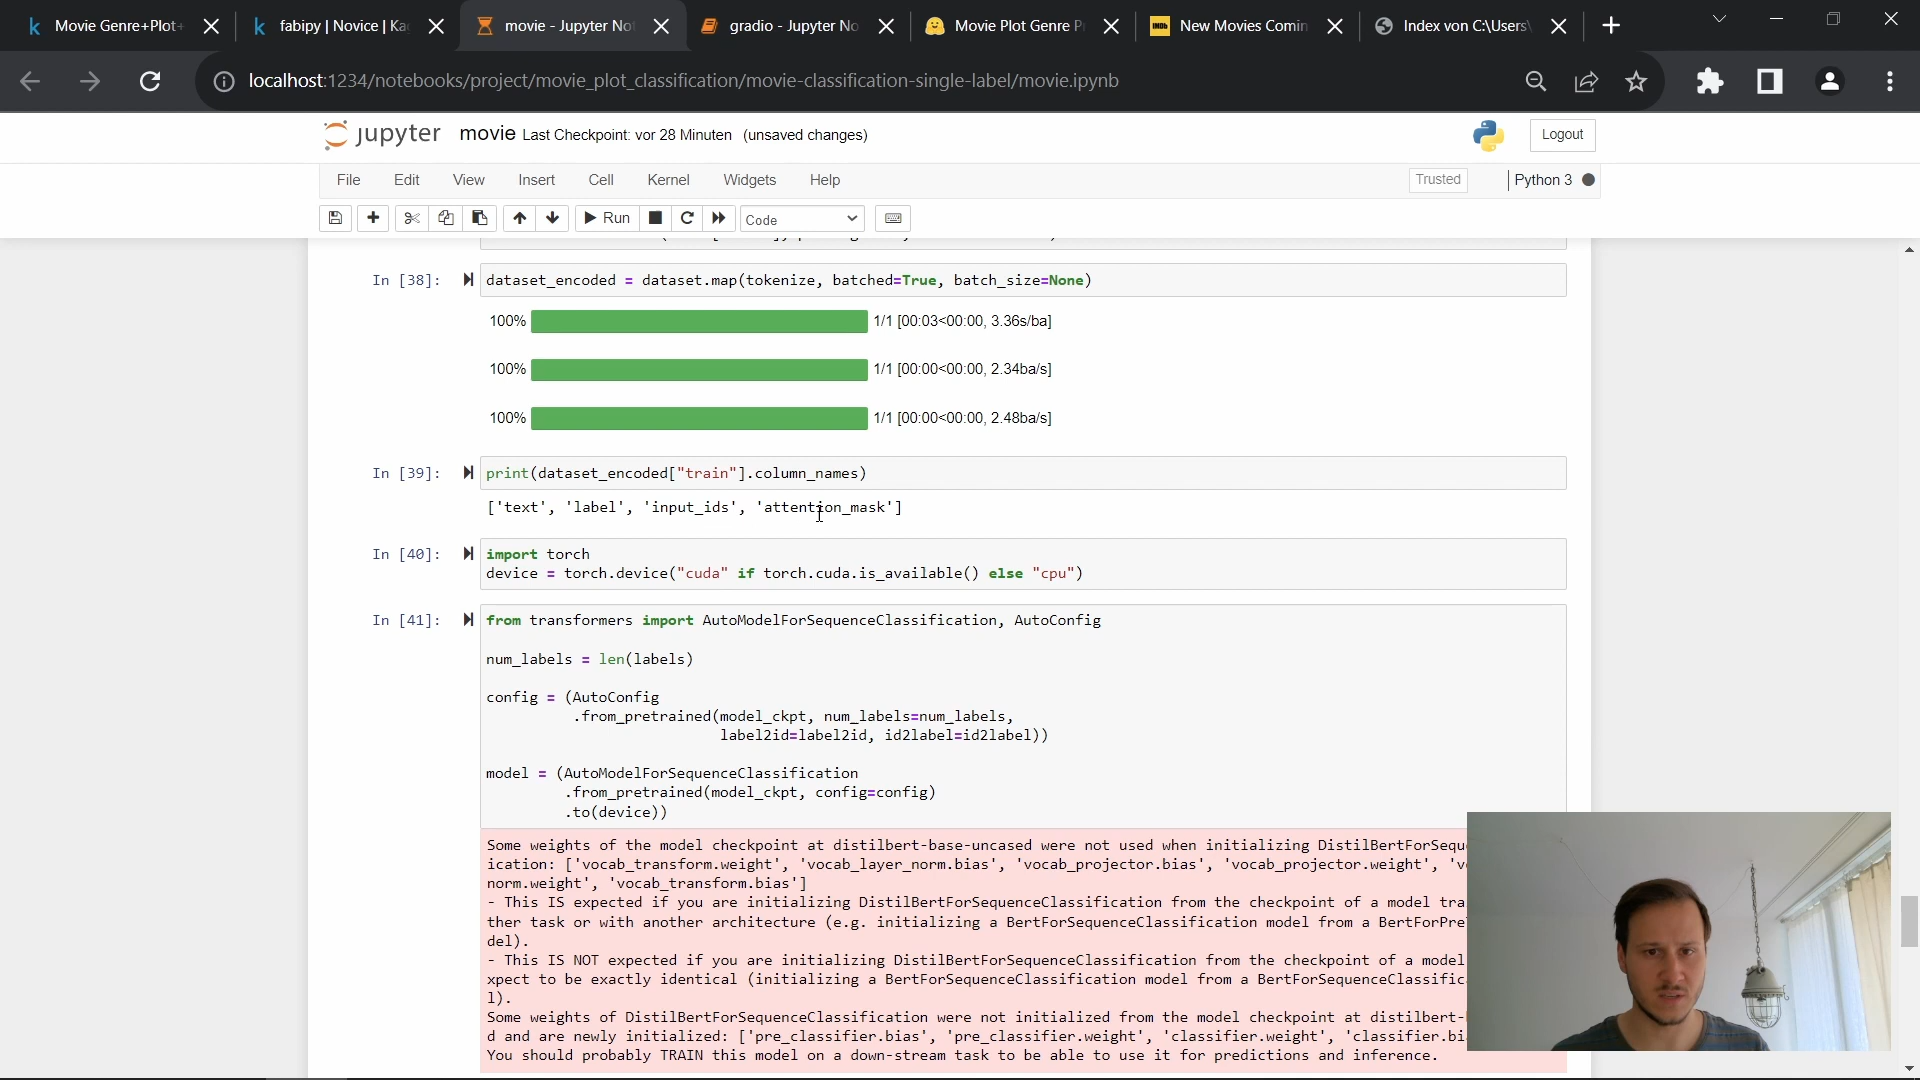 Movie Genre+Plot
fabipy | Novice | Ka
movie - Jupyter No
gradio - Jupyter No
Movie Plot Genre P
IMDb
New Movies Comin
Index von C:\Users\
localhost:1234/notebooks/project/movie_plot_classification/movie-classification-single-label/movie.ipynb
jupyter movie Last Checkpoint: vor 28 Minuten (unsaved changes)
Logout
File Edit View Insert Cell Kernel Widgets Help
Trusted
Python 3
Run
Code
In [38]: dataset_encoded = dataset.map(tokenize, batched=True, batch_size=None)
100% 1/1 [00:03<00:00, 3.36s/ba]
100% 1/1 [00:00<00:00, 2.34ba/s]
100% 1/1 [00:00<00:00, 2.48ba/s]
In [39]: print(dataset_encoded["train"].column_names)
['text', 'label', 'input_ids', 'attention_mask']
In [40]: import torch
device = torch.device("cuda" if torch.cuda.is_available() else "cpu")
In [41]: from transformers import AutoModelForSequenceClassification, AutoConfig
num_labels = len(labels)
config = (AutoConfig
.from_pretrained(model_ckpt, num_labels=num_labels,
label2id=label2id, id2label=id2label))
model = (AutoModelForSequenceClassification
.from_pretrained(model_ckpt, config=config)
.to(device))
Some weights of the model checkpoint at distilbert-base-uncased were not used when initializing DistilBertForSequ
ication: ['vocab_transform.weight', 'vocab_layer_norm.bias', 'vocab_projector.bias', 'vocab_projector.weight', 'v
norm.weight', 'vocab_transform.bias']
- This IS expected if you are initializing DistilBertForSequenceClassification from the checkpoint of a model tra
ther task or with another architecture (e.g. initializing a BertForSequenceClassification model from a BertForPre
del).
- This IS NOT expected if you are initializing DistilBertForSequenceClassification from the checkpoint of a model
xpect to be exactly identical (initializing a BertForSequenceClassification model from a BertForSequenceClassific
l).
Some weights of DistilBertForSequenceClassification were not initialized from the model checkpoint at distilbert-
d and are newly initialized: ['pre_classifier.bias', 'pre_classifier.weight', 'classifier.weight', 'classifier.bi
You should probably TRAIN this model on a down-stream task to be able to use it for predictions and inference.